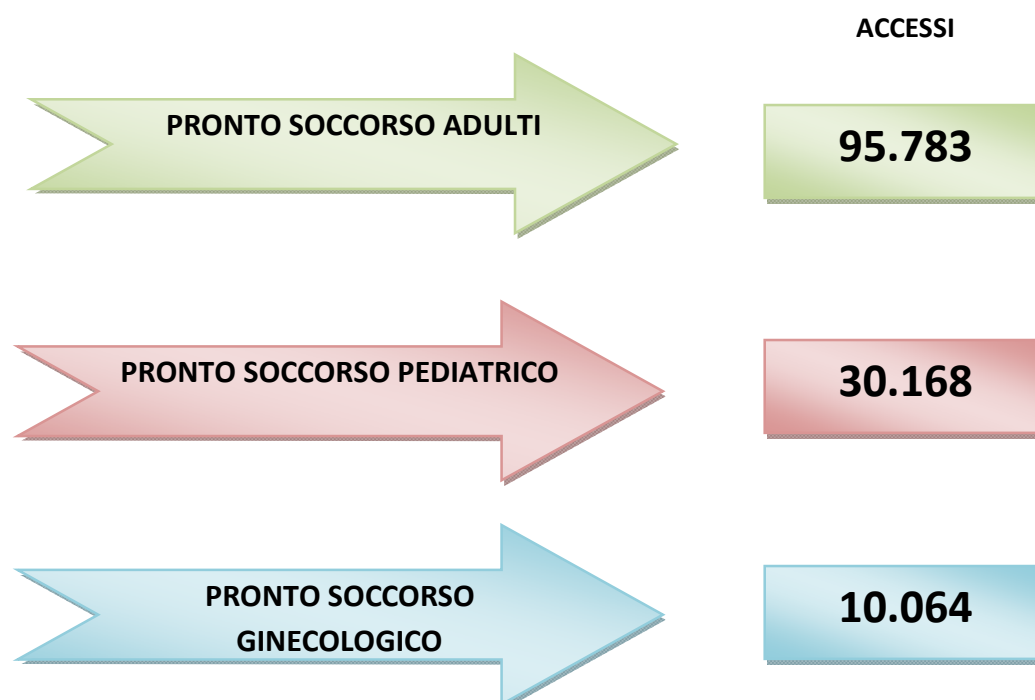 ACCESSI
PRONTO SOCCORSO ADULTI
95.783
PRONTO SOCCORSO PEDIATRICO
30.168
PRONTO SOCCORSO
GINECOLOGICO
10.064